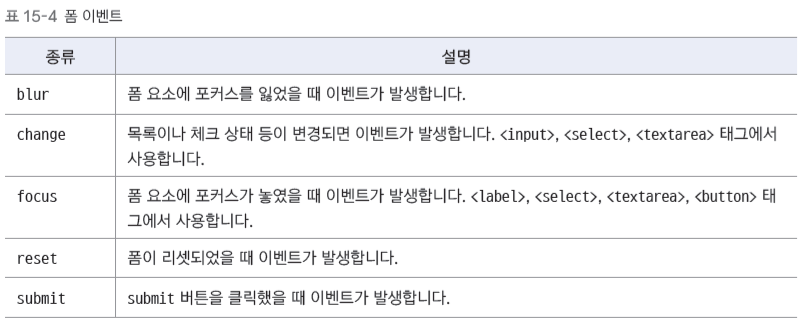 표 15-4 폼 이벤트
종류 설명
blur 폼 요소에 포커스를 잃었을 때 이벤트가 발생합니다.
change 목록이나 체크 상태 등이 변경되면 이벤트가 발생합니다. <input>, <select>, <textarea> 태그에서
사용합니다.
focus 폼 요소에 포커스가 놓였을 때 이벤트가 발생합니다. <label>, <select>, <textarea>, <button> 태
그에서 사용합니다.
reset 폼이 리셋되었을 때 이벤트가 발생합니다.
submit submit 버튼을 클릭했을 때 이벤트가 발생합니다.